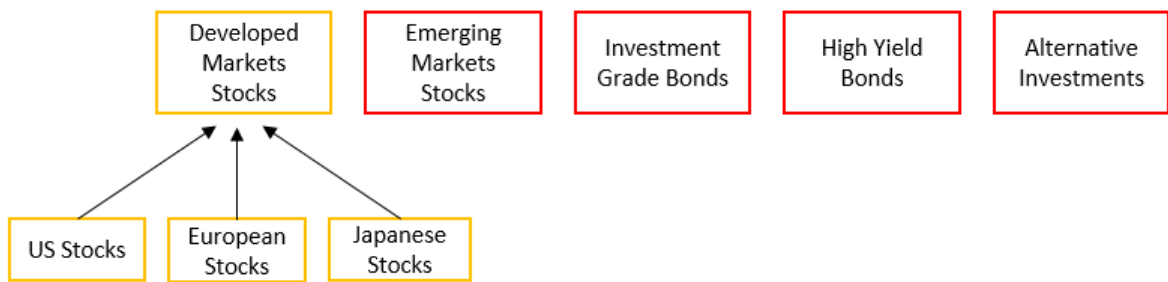 Developed
Markets
Stocks
Emerging
Markets
Stocks
Investment
Grade Bonds
High Yield
Bonds
Alternative
Investments
US Stocks
European
Stocks
Japanese
Stocks